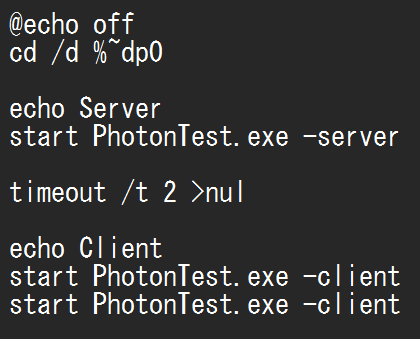 @echo off
cd /d %~dp0
echo Server
start PhotonTest.exe -server
timeout /t 2 >nul
echo Client
start PhotonTest.exe -client
start PhotonTest.exe -client